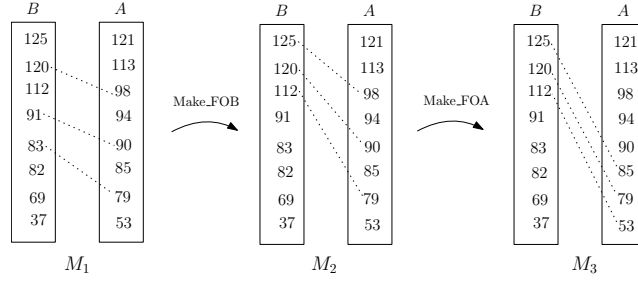 B A B A B A
125 121 125 121 125 121
120 113 120 113 120 113
112 98 112 98 112 98
91 94 91 94 91 94
83 90 83 90 83 90
82 85 82 85 82 85
69 79 69 79 69 79
37 53 37 53 37 53
Make_FOB Make_FOA
M1 M2 M3